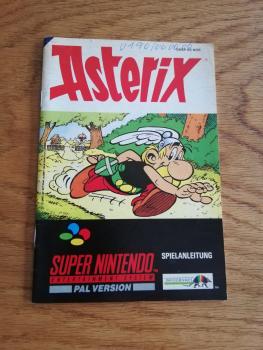 Asterix
SUPER NINTENDO
ENTERTAINMENT SYSTEM
PAL VERSION
SPIELANLEITUNG